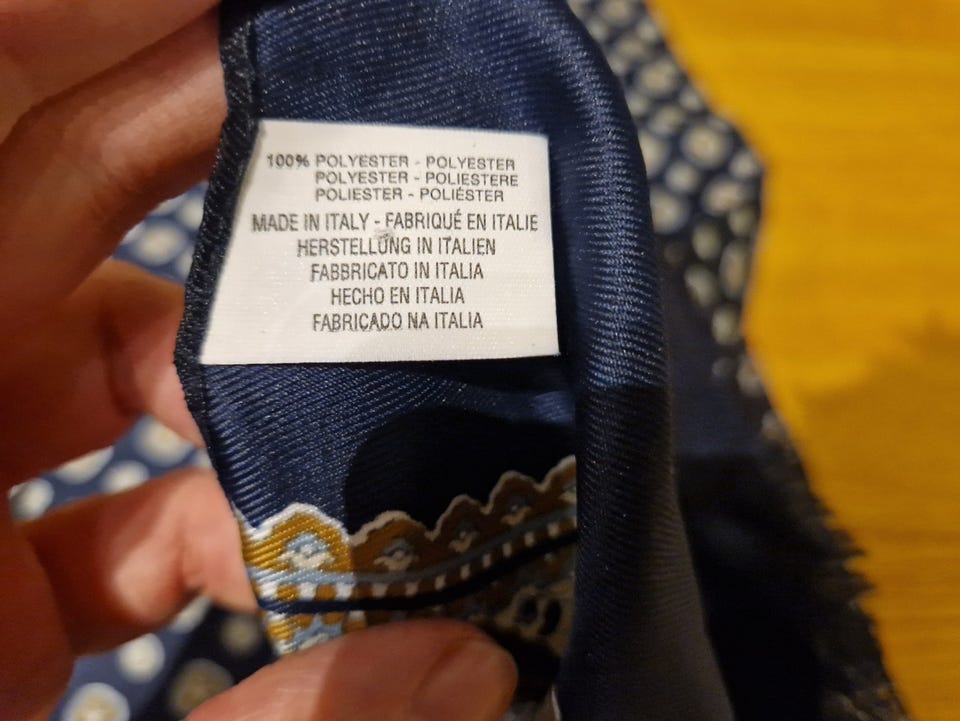 100% POLYESTER - POLYESTER
POLYESTER - POLIESTERE
POLIESTER - POLIÉSTER
MADE IN ITALY - FABRIQUÉ EN ITALIE
HERSTELLUNG IN ITALIEN
FABBRICATO IN ITALIA
HECHO EN ITALIA
FABRICADO NA ITALIA